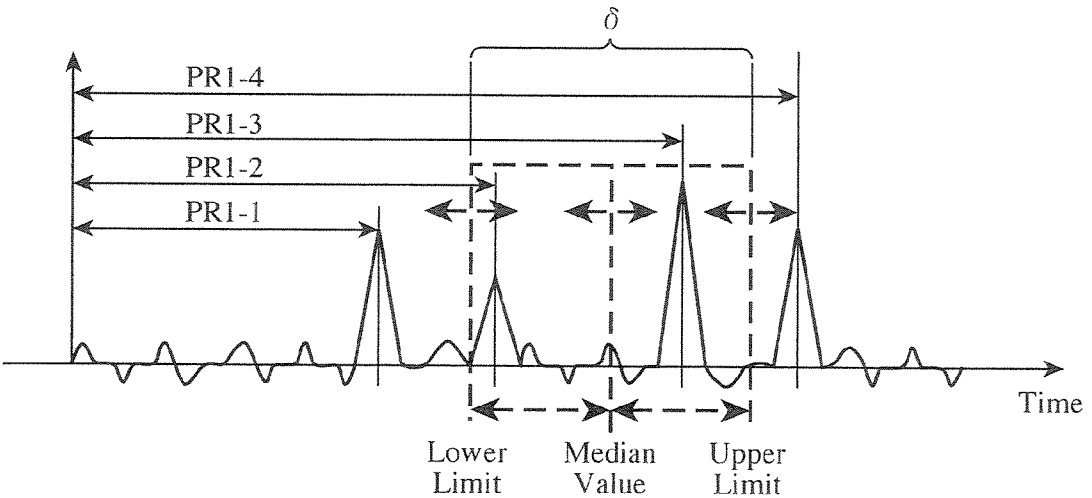 δ
PR1-4
PR1-3
PR1-2
PR1-1
Time
Lower
Limit
Median
Value
Upper
Limit